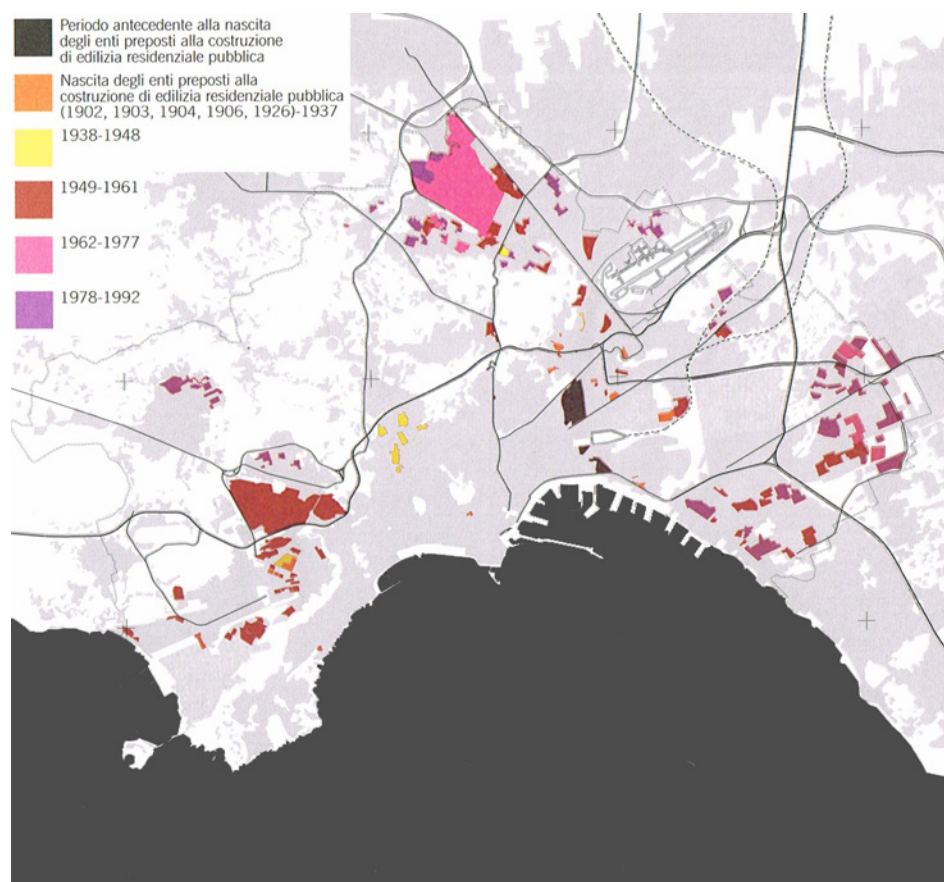 Periodo antecedente alla nascita
degli enti preposti alla costruzione
di edilizia residenziale pubblica
Nascita degli enti preposti alla
costruzione di edilizia residenziale pubblica
(1902, 1903, 1904, 1906, 1926)-1937
1938-1948
1949-1961
1962-1977
1978-1992